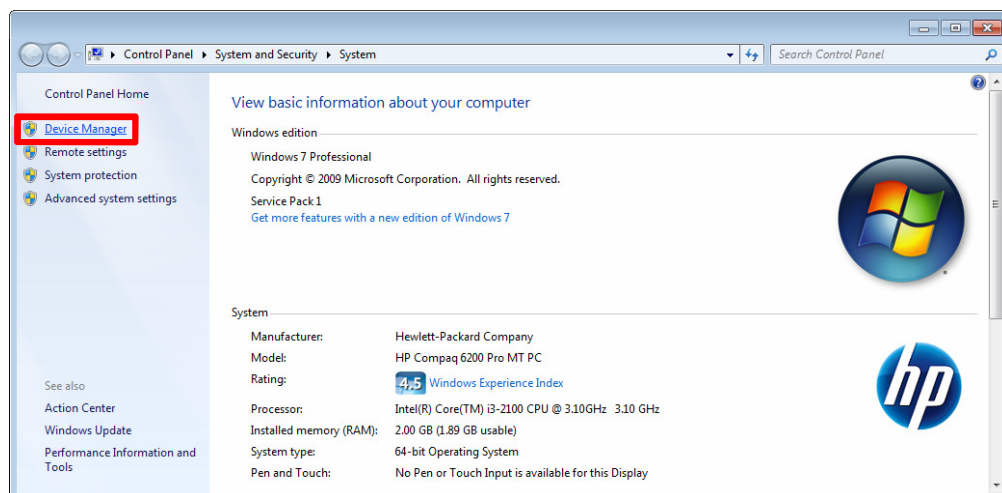 Control Panel ▸ System and Security ▸ System
Search Control Panel
Control Panel Home
Device Manager
Remote settings
System protection
Advanced system settings
See also
Action Center
Windows Update
Performance Information and
Tools
View basic information about your computer
Windows edition
Windows 7 Professional
Copyright © 2009 Microsoft Corporation. All rights reserved.
Service Pack 1
Get more features with a new edition of Windows 7
System
Manufacturer: Hewlett-Packard Company
Model: HP Compaq 6200 Pro MT PC
Rating: 4,5 Windows Experience Index
Processor: Intel(R) Core(TM) i3-2100 CPU @ 3.10GHz 3.10 GHz
Installed memory (RAM): 2.00 GB (1.89 GB usable)
System type: 64-bit Operating System
Pen and Touch: No Pen or Touch Input is available for this Display
hp